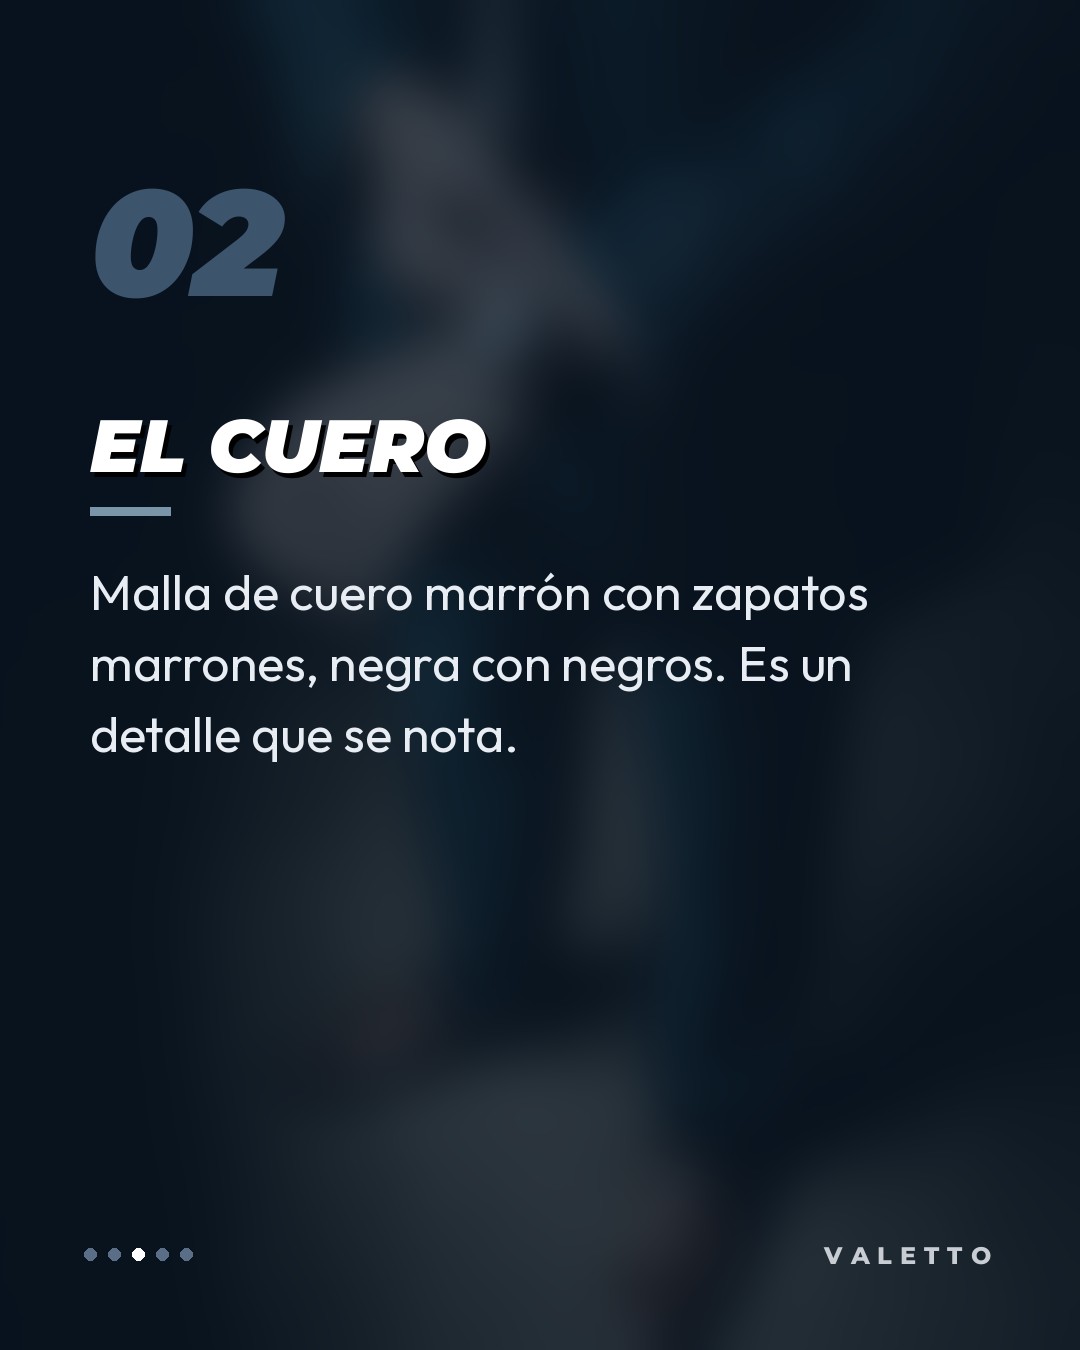 02
EL CUERO
Malla de cuero marrón con zapatos
marrones, negra con negros. Es un
detalle que se nota.
VALETTO